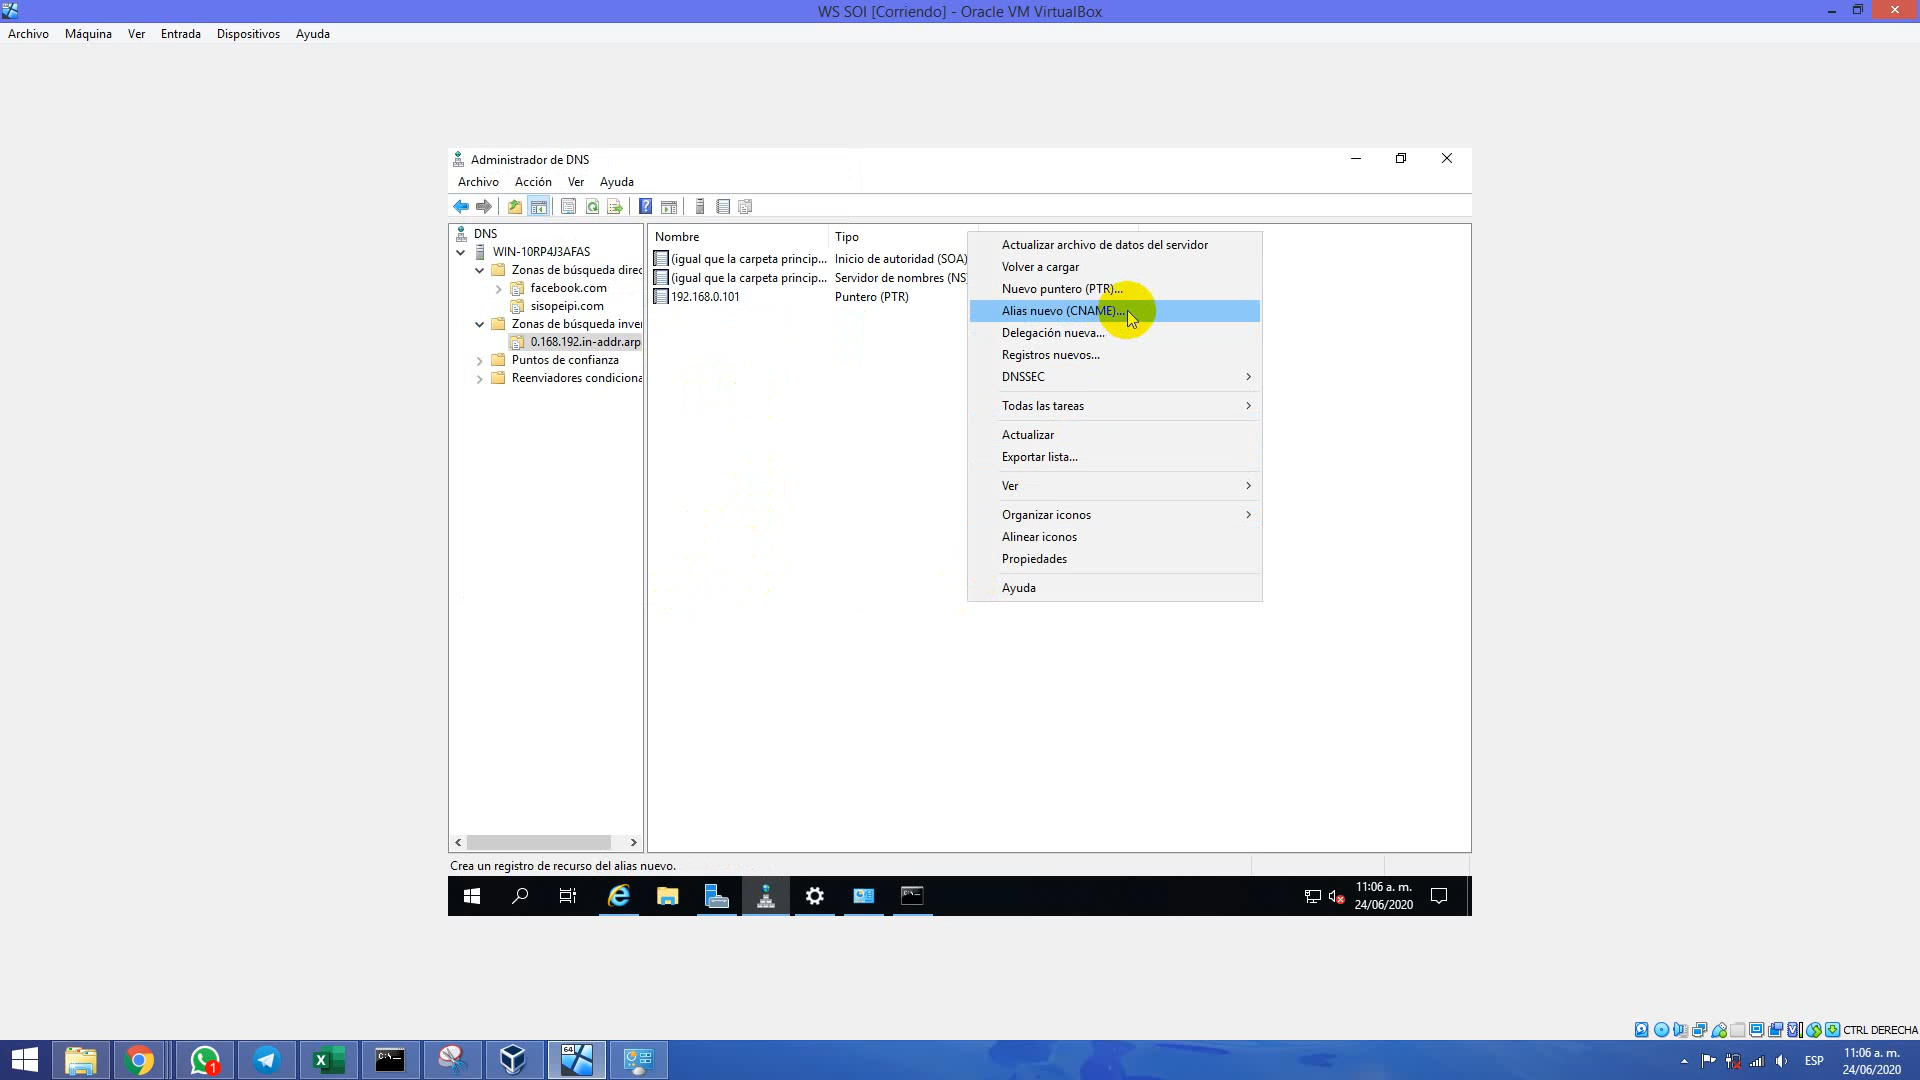 WS SOI [Corriendo] - Oracle VM VirtualBox
Archivo Máquina Ver Entrada Dispositivos Ayuda
Administrador de DNS
Archivo Acción Ver Ayuda
DNS
WIN-10RP4J3AFAS
Zonas de búsqueda direc
facebook.com
sisopeipi.com
Zonas de búsqueda inver
0.168.192.in-addr.arp
Puntos de confianza
Reenviadores condiciona
Nombre Tipo
(igual que la carpeta princip... Inicio de autoridad (SOA)
(igual que la carpeta princip... Servidor de nombres (NS)
192.168.0.101 Puntero (PTR)
Actualizar archivo de datos del servidor
Volver a cargar
Nuevo puntero (PTR)...
Alias nuevo (CNAME)...
Delegación nueva...
Registros nuevos...
DNSSEC
Todas las tareas
Actualizar
Exportar lista...
Ver
Organizar iconos
Alinear iconos
Propiedades
Ayuda
Crea un registro de recurso del alias nuevo.
11:06 a. m.
24/06/2020
CTRL DERECHA
ESP
11:06 a. m.
24/06/2020